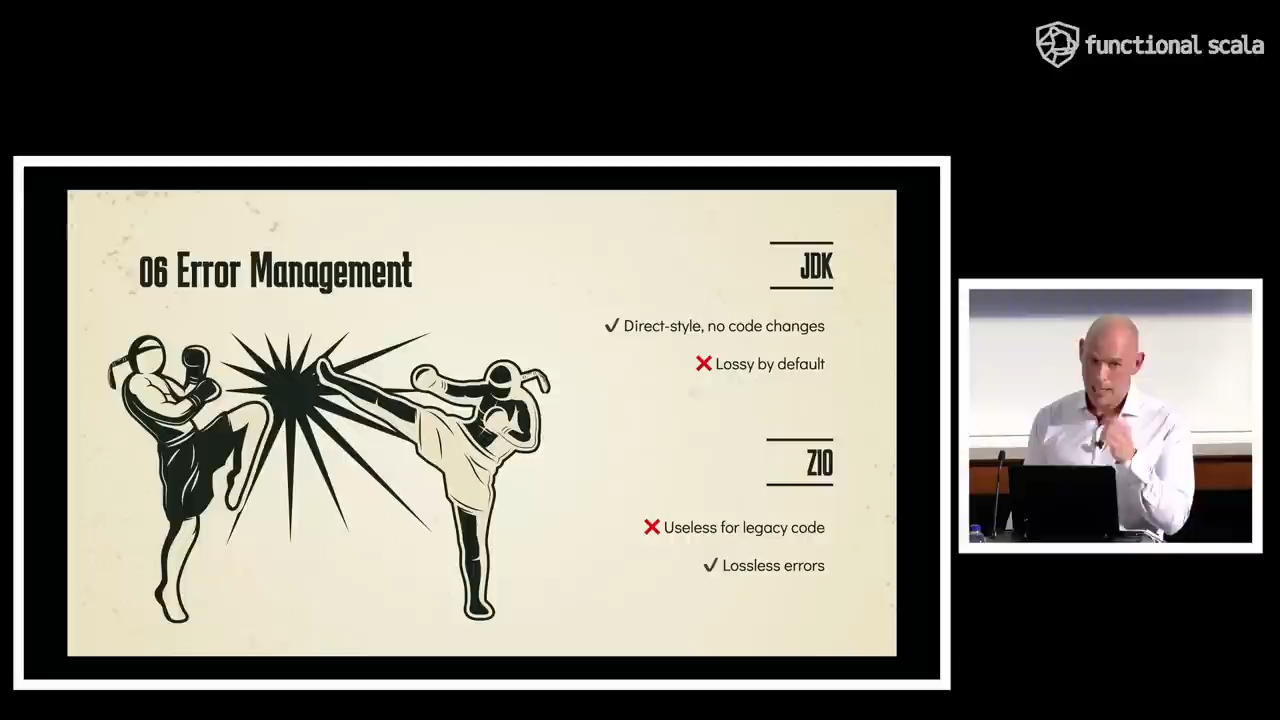 functional scala
06 Error Management
JDK
✓ Direct-style, no code changes
❌ Lossy by default
ZIO
❌ Useless for legacy code
✓ Lossless errors